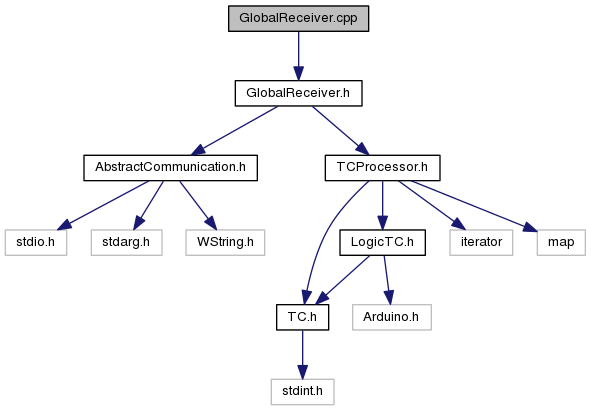 GlobalReceiver.cpp
GlobalReceiver.h
AbstractCommunication.h
TCProcessor.h
stdio.h
stdarg.h
WString.h
LogicTC.h
iterator
map
TC.h
Arduino.h
stdint.h